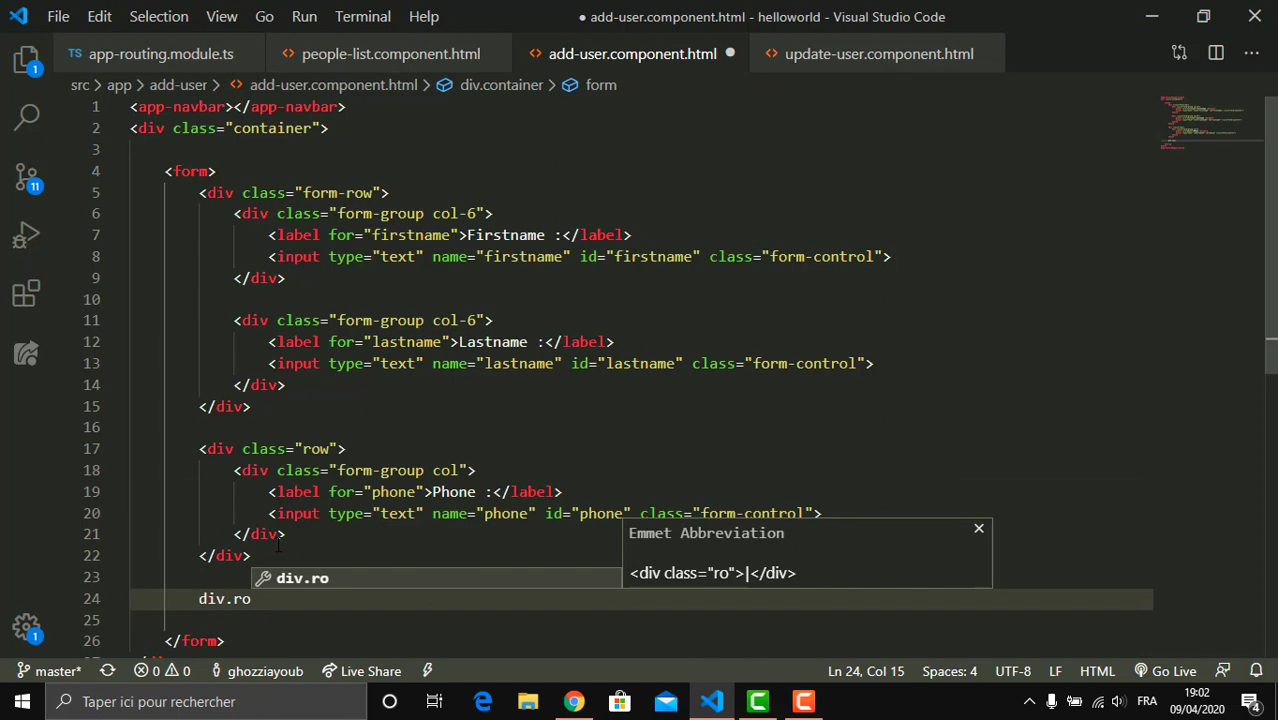 File Edit Selection View Go Run Terminal Help ● add-user.component.html - helloworld - Visual Studio Code
TS app-routing.module.ts <> people-list.component.html <> add-user.component.html ● <> update-user.component.html
1
src > app > add-user > <> add-user.component.html > div.container > form
1 <app-navbar></app-navbar>
2 <div class="container">
3
4 <form>
5 <div class="form-row">
6 <div class="form-group col-6">
7 <label for="firstname">Firstname :</label>
8 <input type="text" name="firstname" id="firstname" class="form-control">
9 </div>
10
11 <div class="form-group col-6">
12 <label for="lastname">Lastname :</label>
13 <input type="text" name="lastname" id="lastname" class="form-control">
14 </div>
15 </div>
16
17 <div class="row">
18 <div class="form-group col">
19 <label for="phone">Phone :</label>
20 <input type="text" name="phone" id="phone" class="form-control">
21 </div>
22 </div>
23
24 div.ro
25
26 </form>
11
div.ro
Emmet Abbreviation
<div class="ro">|</div>
1
master* 0 0 ghozziayoub Live Share Ln 24, Col 15 Spaces: 4 UTF-8 LF HTML Go Live
Taper ici pour rechercher FRA 19:02
09/04/2020 4